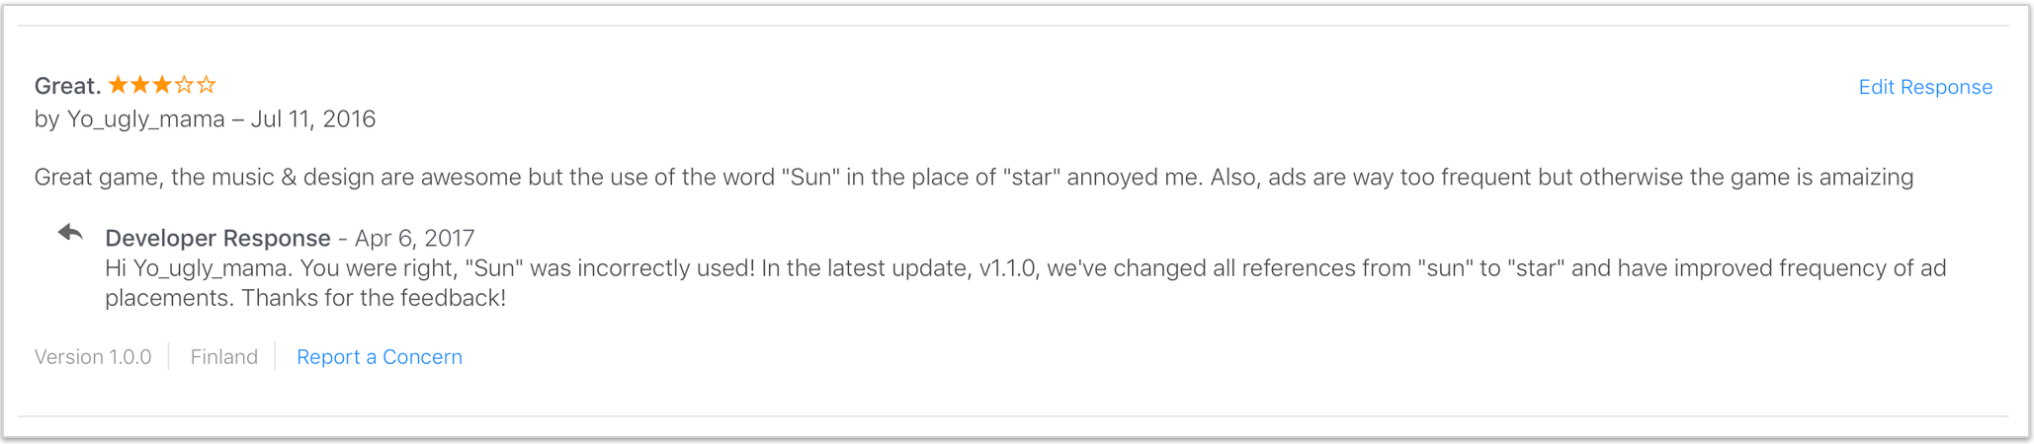 Great. ★★★☆☆
Edit Response
by Yo_ugly_mama – Jul 11, 2016
Great game, the music & design are awesome but the use of the word "Sun" in the place of "star" annoyed me. Also, ads are way too frequent but otherwise the game is amaizing
Developer Response - Apr 6, 2017
Hi Yo_ugly_mama. You were right, "Sun" was incorrectly used! In the latest update, v1.1.0, we've changed all references from "sun" to "star" and have improved frequency of ad
placements. Thanks for the feedback!
Version 1.0.0 Finland Report a Concern